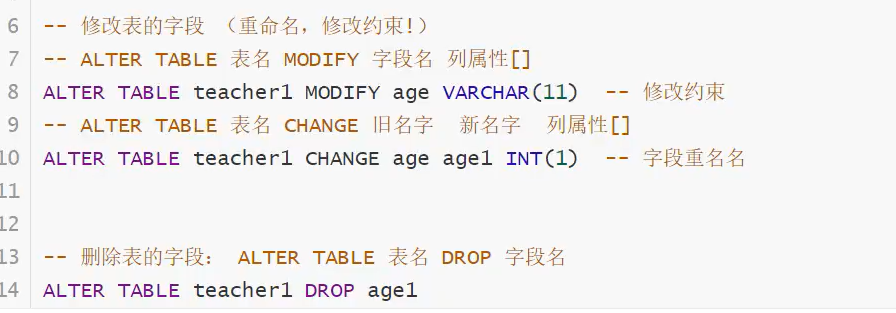 6 -- 修改表的字段 （重命名，修改约束!）
7 -- ALTER TABLE 表名 MODIFY 字段名 列属性[]
8 ALTER TABLE teacher1 MODIFY age VARCHAR(11)  -- 修改约束
9 -- ALTER TABLE 表名 CHANGE 旧名字  新名字  列属性[]
10 ALTER TABLE teacher1 CHANGE age age1 INT(1)  -- 字段重名名
11
12
13 -- 删除表的字段： ALTER TABLE 表名 DROP 字段名
14 ALTER TABLE teacher1 DROP age1